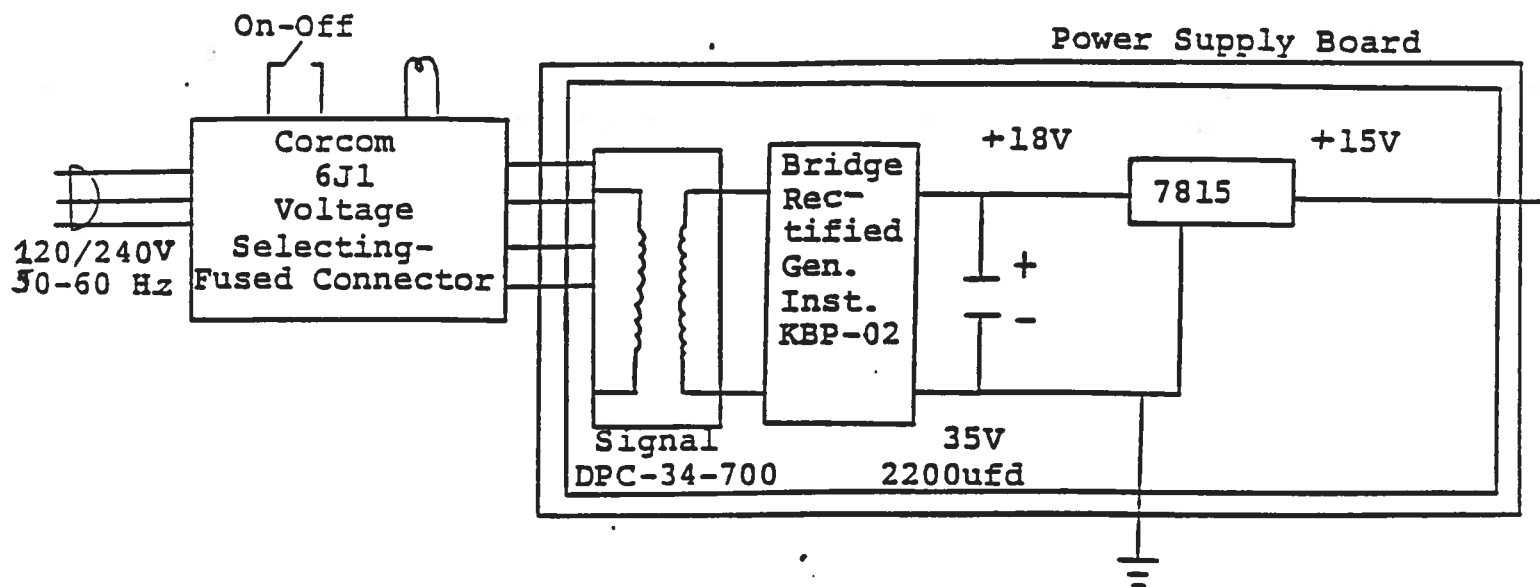 On-Off
Power Supply Board
Corcom
6J1
Voltage
Selecting-
Fused Connector
120/240V
50-60 Hz
Bridge
Rec-
tified
Gen.
Inst.
KBP-02
+18V
7815
+15V
+
-
Signal
DPC-34-700
35V
2200ufd